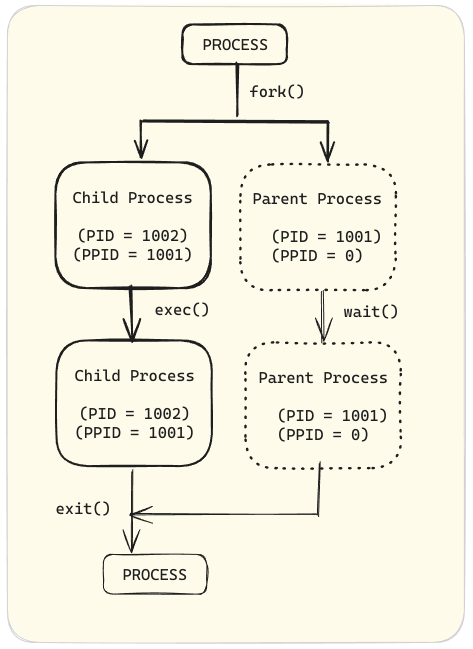 PROCESS
fork()
Child Process
(PID = 1002)
(PPID = 1001)
Parent Process
(PID = 1001)
(PPID = 0)
exec()
wait()
Child Process
(PID = 1002)
(PPID = 1001)
Parent Process
(PID = 1001)
(PPID = 0)
exit()
PROCESS